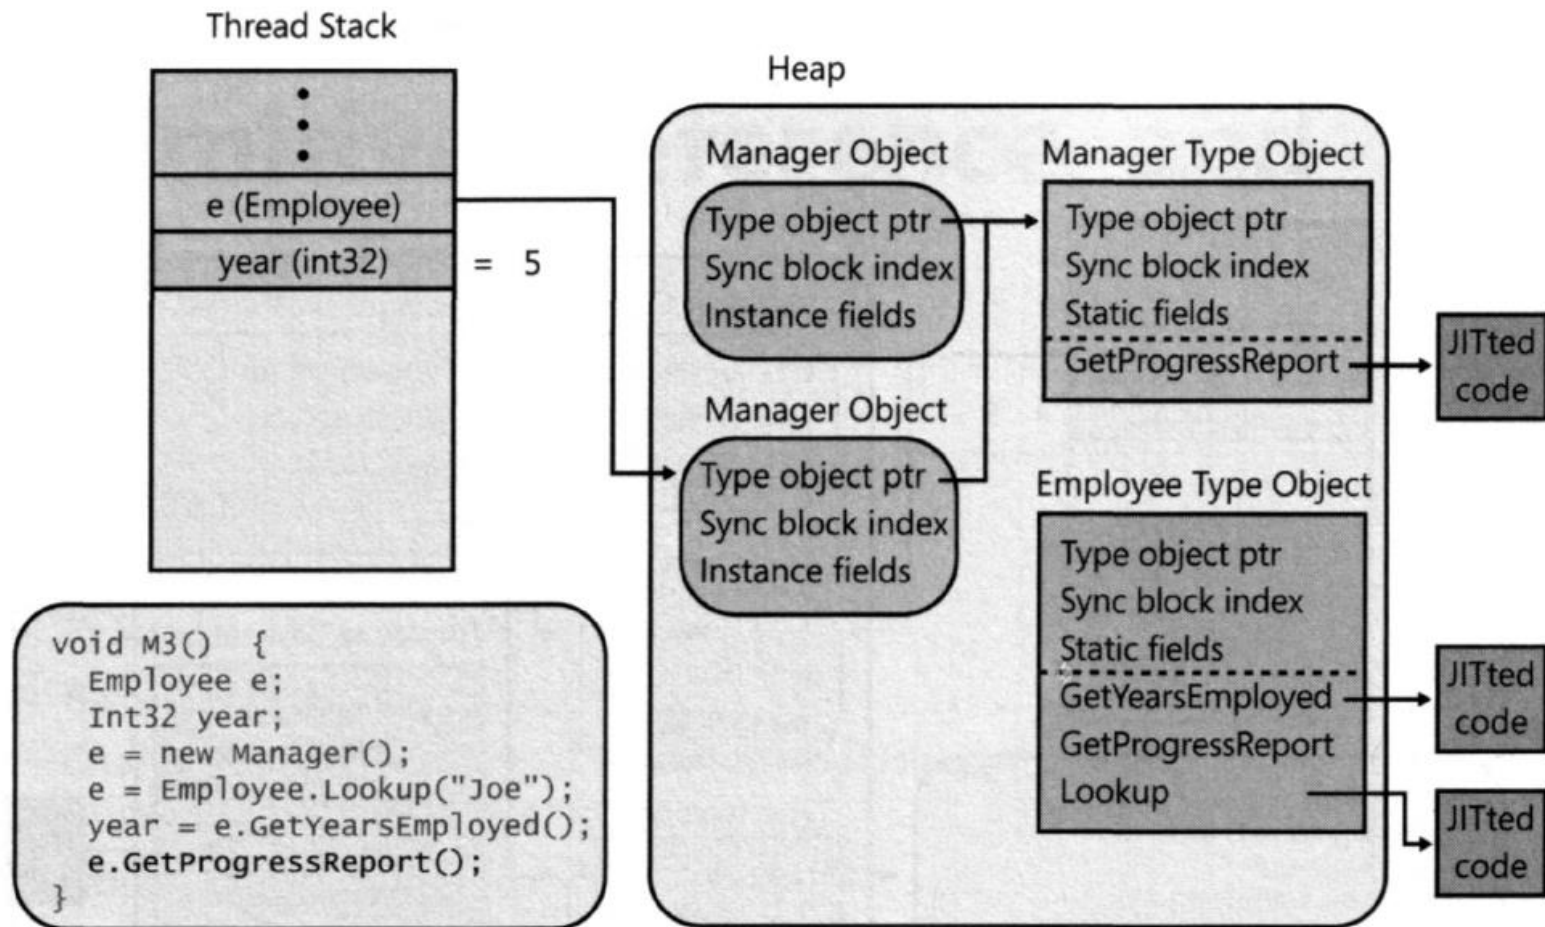 Thread Stack
e (Employee)
year (int32)
= 5
void M3() {
Employee e;
Int32 year;
e = new Manager();
e = Employee.Lookup("Joe");
year = e.GetYearsEmployed();
e.GetProgressReport();
}
Heap
Manager Object
Type object ptr
Sync block index
Instance fields
Manager Object
Type object ptr
Sync block index
Instance fields
Manager Type Object
Type object ptr
Sync block index
Static fields
GetProgressReport
JITted
code
Employee Type Object
Type object ptr
Sync block index
Static fields
GetYearsEmployed
GetProgressReport
Lookup
JITted
code
JITted
code